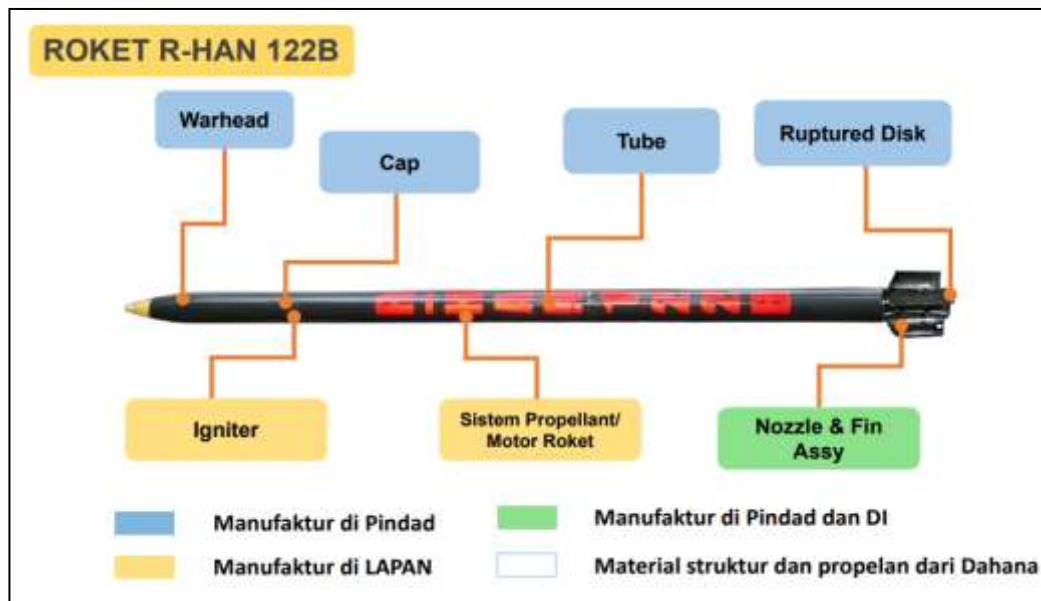 ROKET R-HAN 122B
Warhead
Cap
Tube
Ruptured Disk
Igniter
Sistem Propellant/
Motor Roket
Nozzle & Fin
Assy
Manufaktur di Pindad
Manufaktur di Pindad dan DI
Manufaktur di LAPAN
Material struktur dan propelan dari Dahana